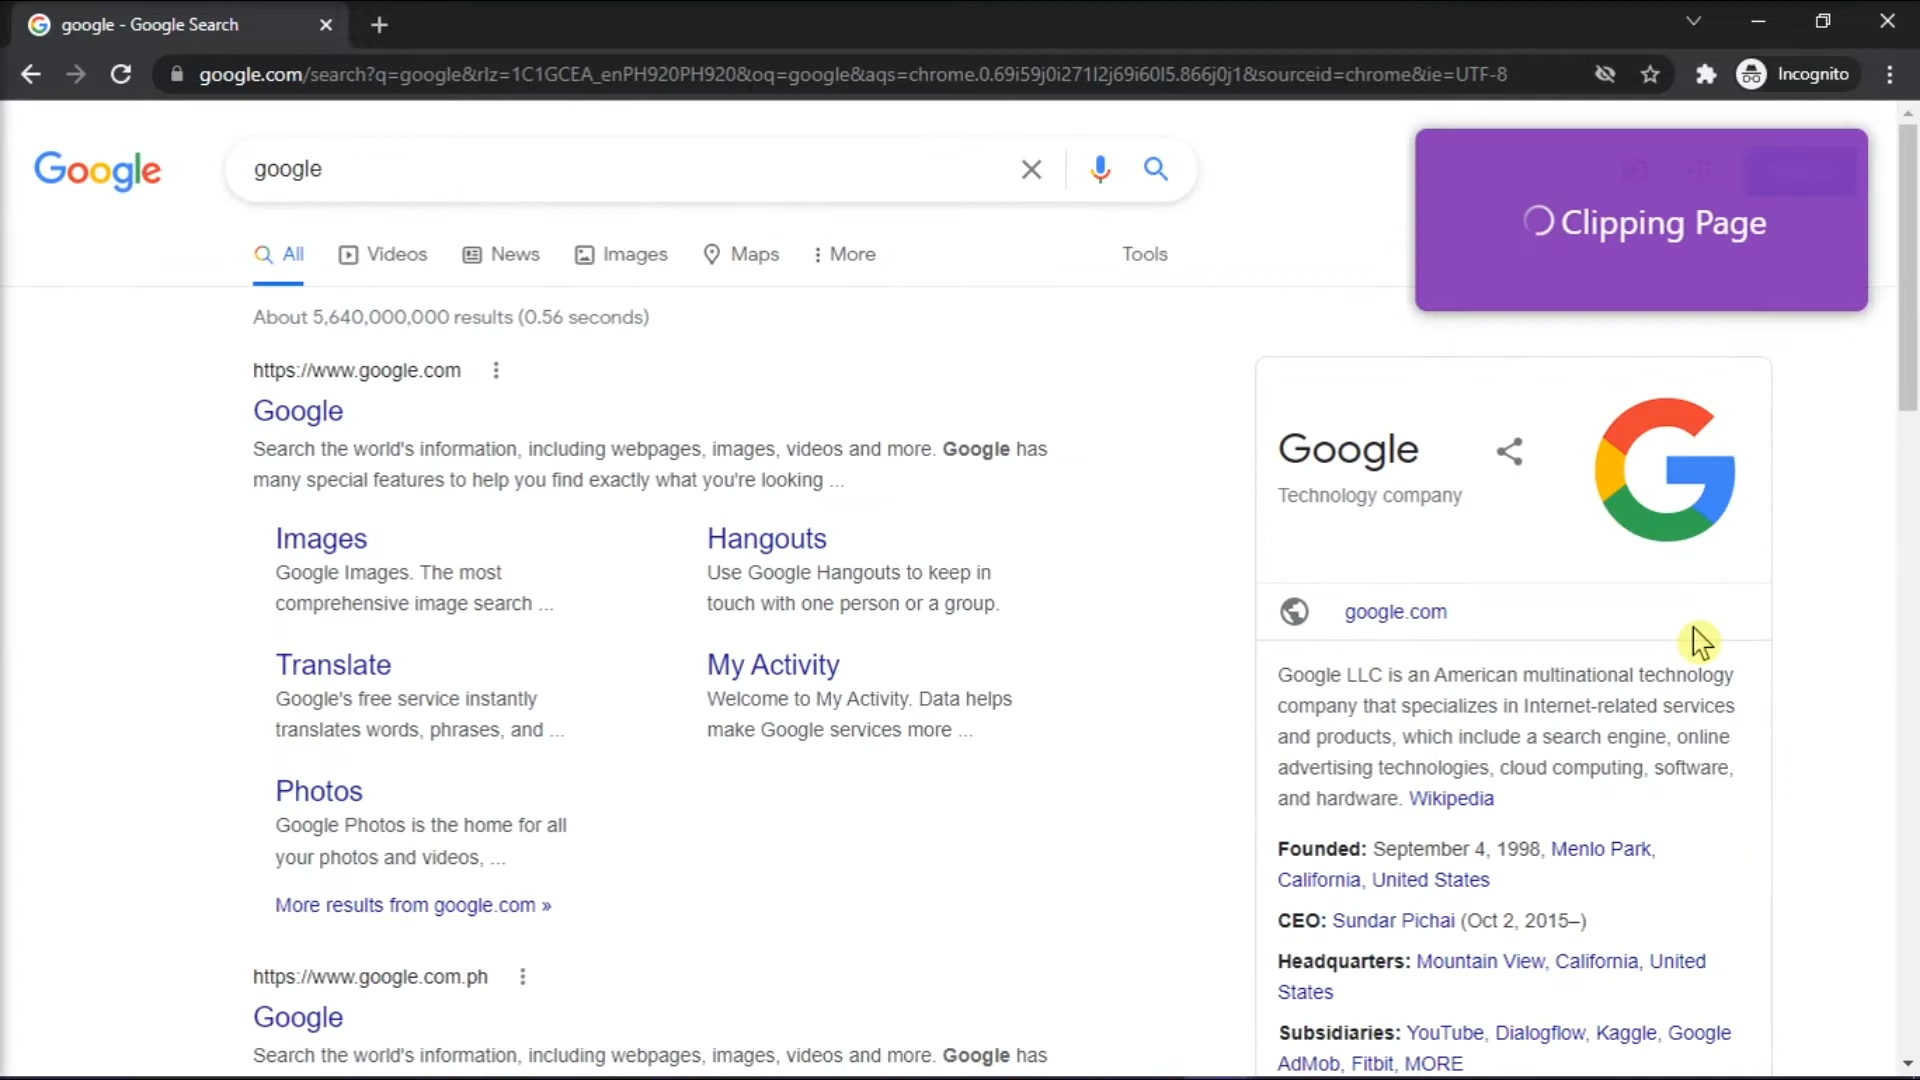 google - Google Search
google.com/search?q=google&rlz=1C1GCEA_enPH920PH920&oq=google&aqs=chrome.0.69i59j0i271l2j69i60l5.866j0j1&sourceid=chrome&ie=UTF-8
Incognito
Google
google
Clipping Page
All
Videos
News
Images
Maps
More
Tools
About 5,640,000,000 results (0.56 seconds)
https://www.google.com
Google
Search the world's information, including webpages, images, videos and more. Google has
many special features to help you find exactly what you're looking ...
Images
Google Images. The most
comprehensive image search ...
Hangouts
Use Google Hangouts to keep in
touch with one person or a group.
Translate
Google's free service instantly
translates words, phrases, and ...
My Activity
Welcome to My Activity. Data helps
make Google services more ...
Photos
Google Photos is the home for all
your photos and videos, ...
More results from google.com »
https://www.google.com.ph
Google
Search the world's information, including webpages, images, videos and more. Google has
Google
Technology company
google.com
Google LLC is an American multinational technology
company that specializes in Internet-related services
and products, which include a search engine, online
advertising technologies, cloud computing, software,
and hardware. Wikipedia
Founded: September 4, 1998, Menlo Park,
California, United States
CEO: Sundar Pichai (Oct 2, 2015–)
Headquarters: Mountain View, California, United
States
Subsidiaries: YouTube, Dialogflow, Kaggle, Google
AdMob, Fitbit, MORE